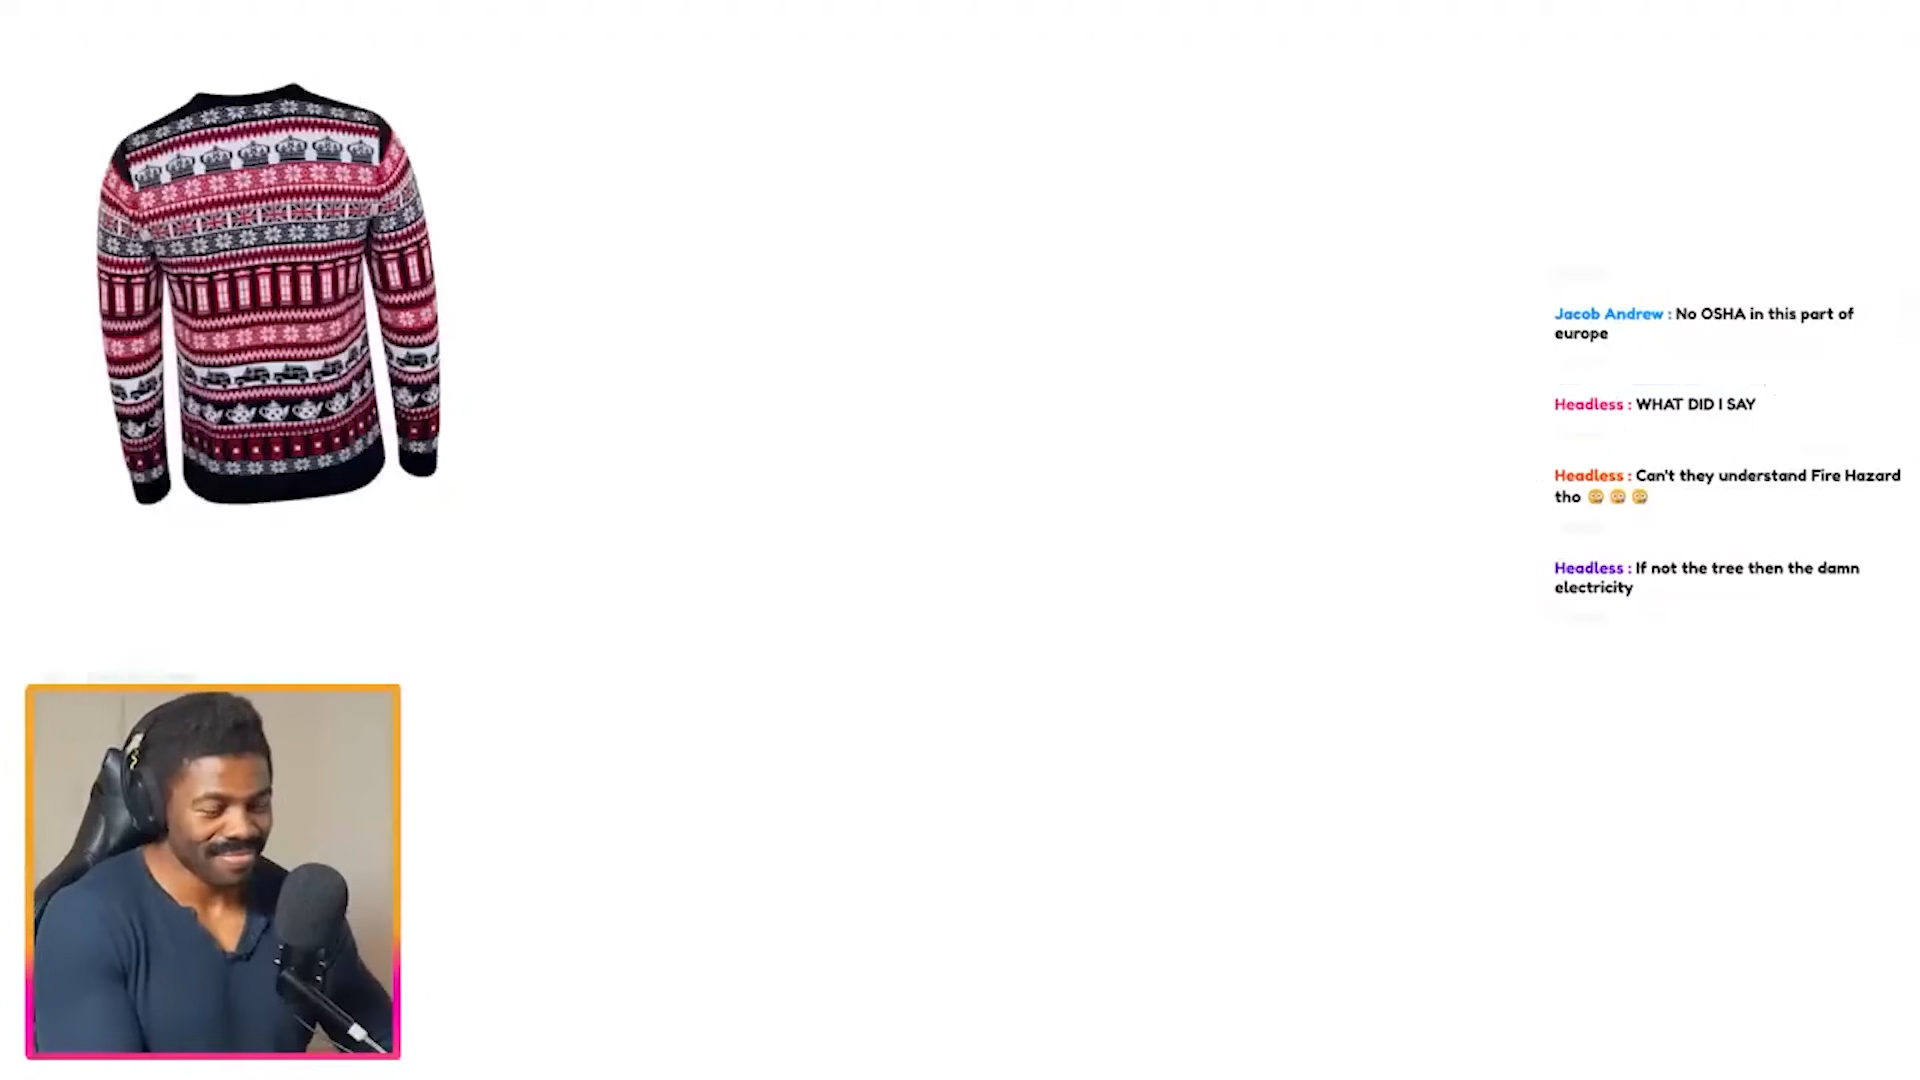 Jacob Andrew : No OSHA in this part of
europe
Headless : WHAT DID I SAY
Headless : Can't they understand Fire Hazard
tho 😳 😳 😳
Headless : If not the tree then the damn
electricity